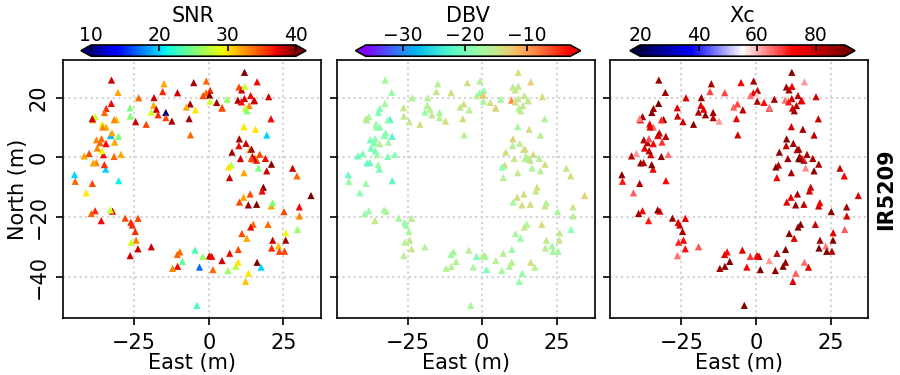 SNR DBV Xc
10 20 30 40 −30 −20 −10 20 40 60 80
20
0
−20
−40
North (m)
−25 0 25 −25 0 25 −25 0 25
East (m) East (m) East (m)
IR5209